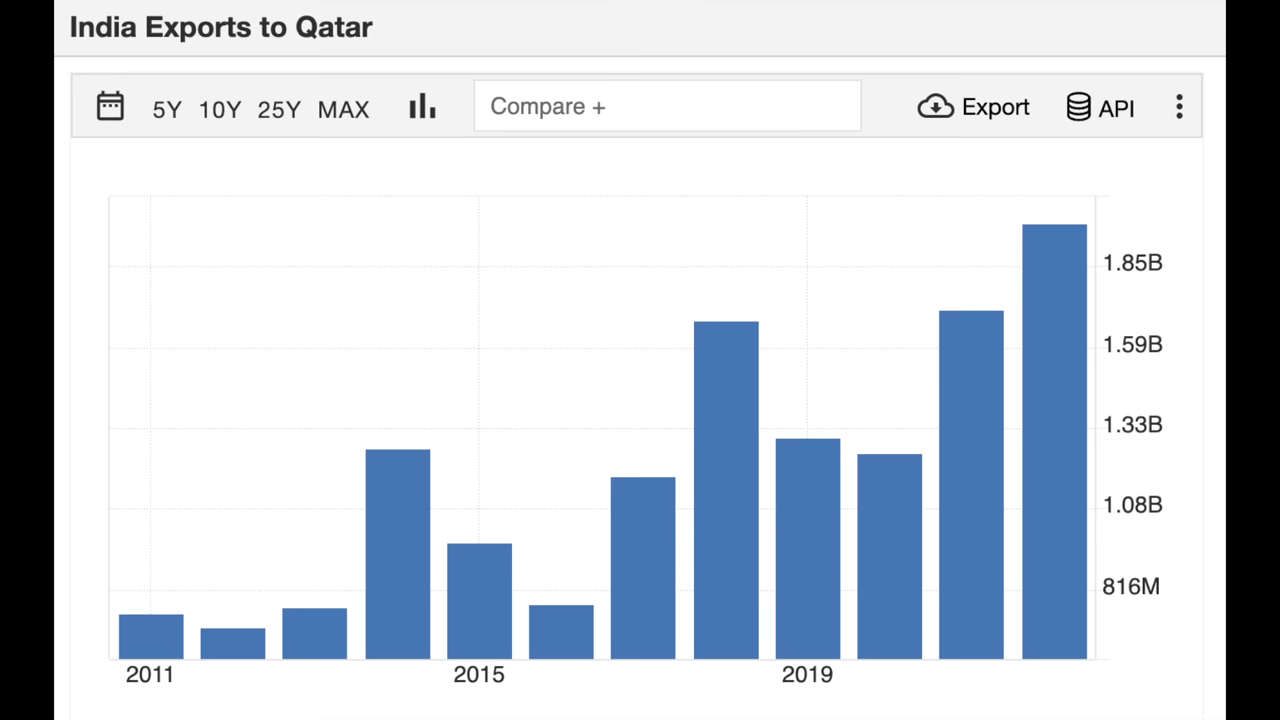 India Exports to Qatar
5Y 10Y 25Y MAX Compare + Export API
1.85B
1.59B
1.33B
1.08B
816M
2011 2015 2019